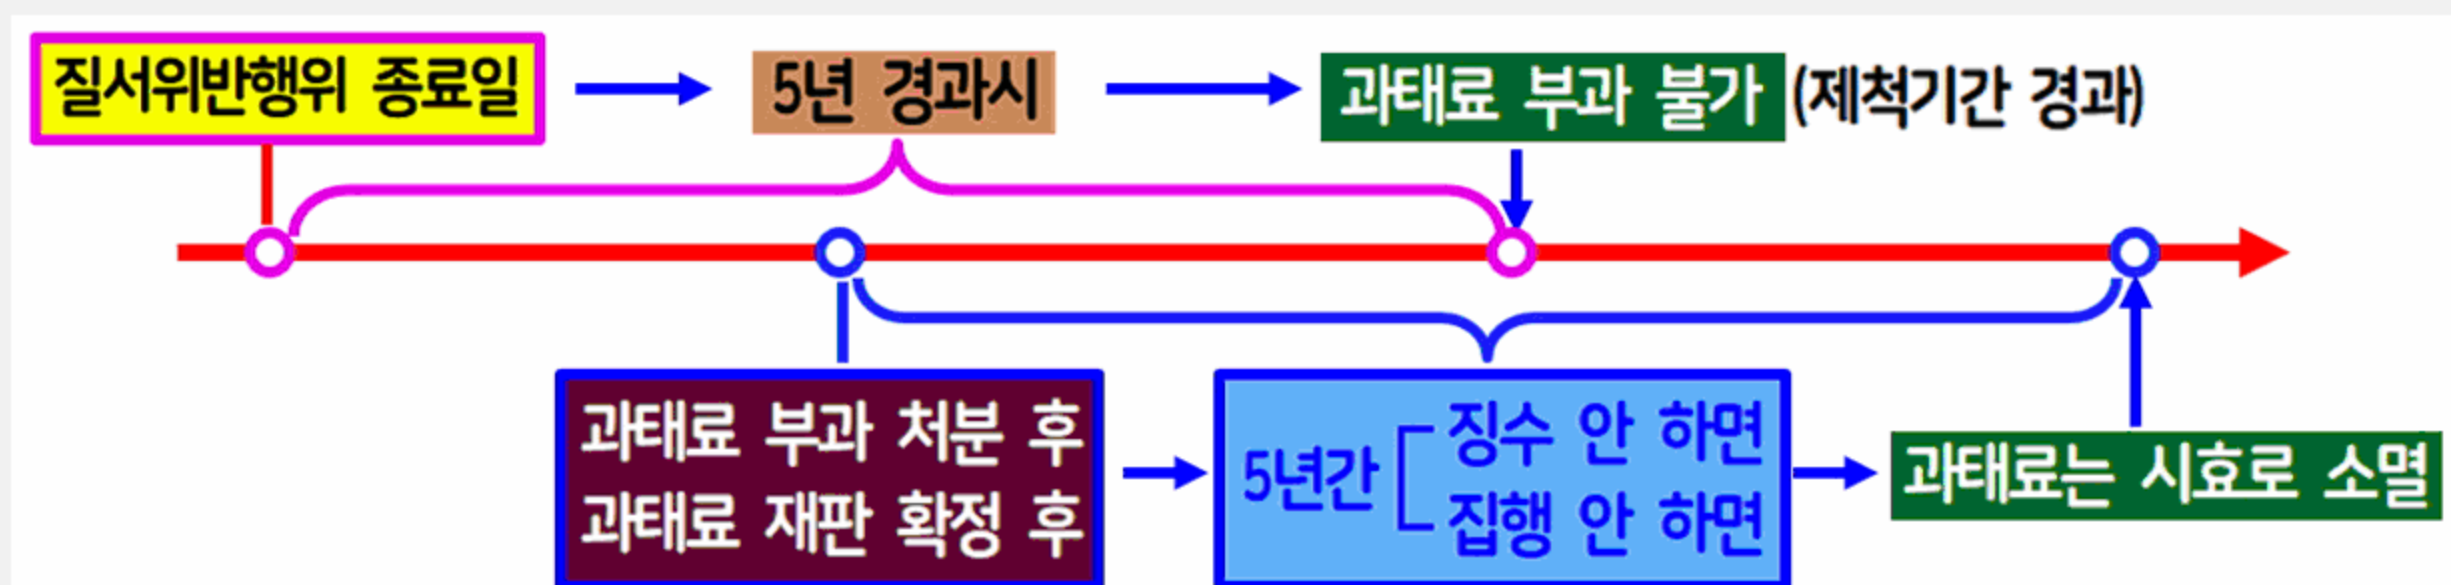 질서위반행위 종료일
5년 경과시
과태료 부과 불가 (제척기간 경과)
과태료 부과 처분 후
과태료 재판 확정 후
5년간
징수 안 하면
집행 안 하면
과태료는 시효로 소멸